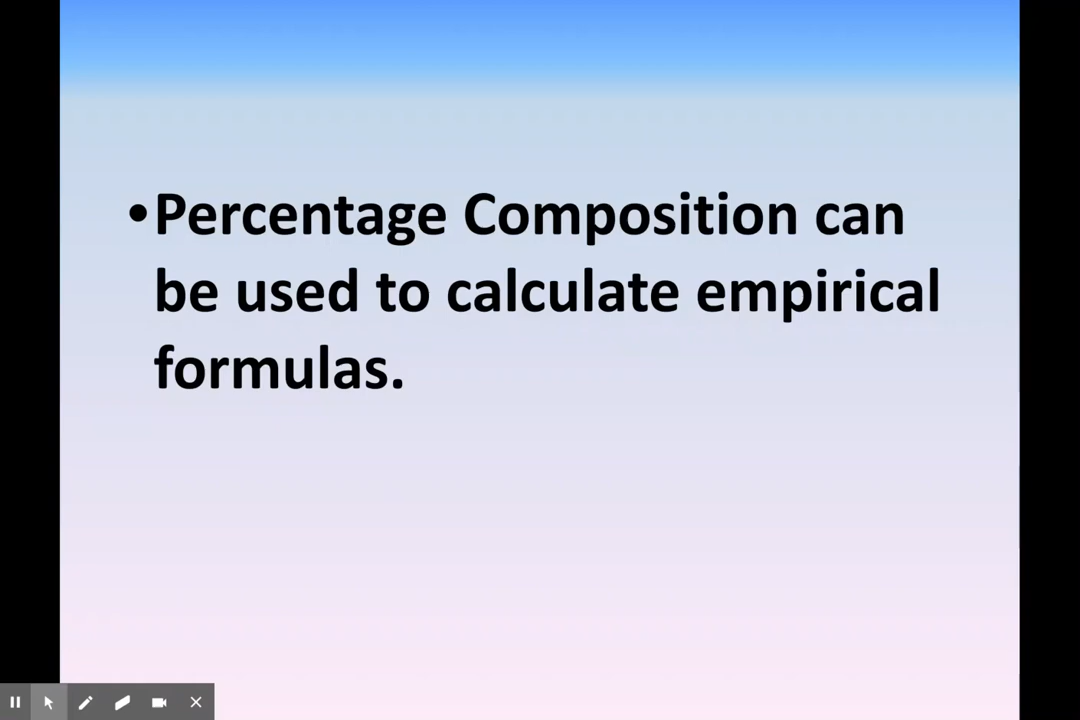 •Percentage Composition can
be used to calculate empirical
formulas.